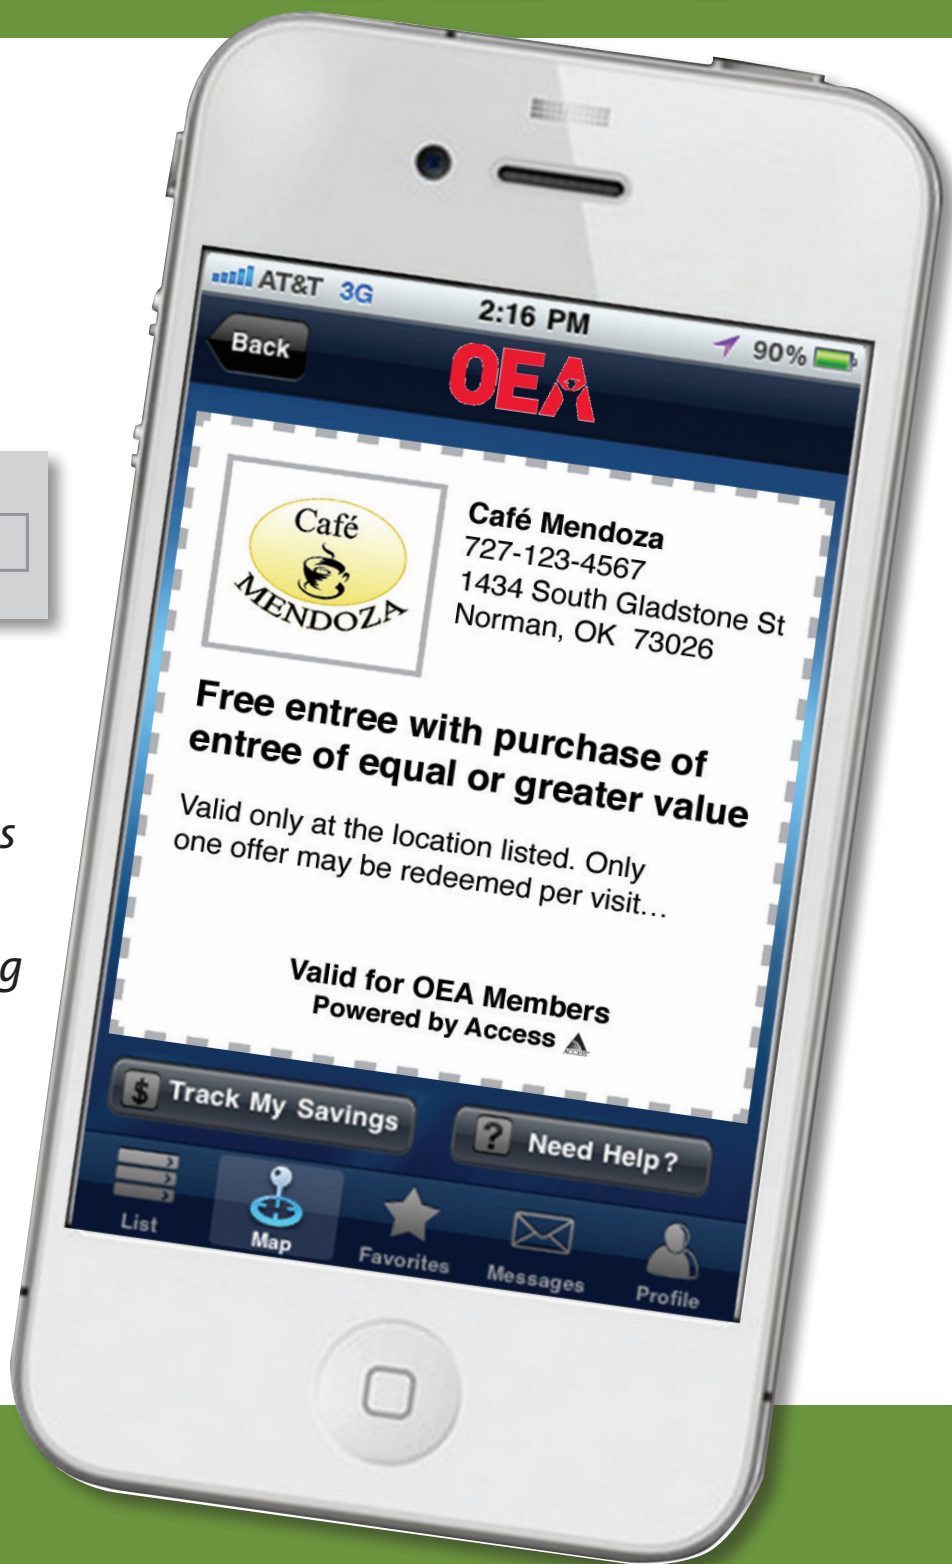 AT&T 3G 2:16 PM 90%
Back
OEA
Café
MENDOZA
Café Mendoza
727-123-4567
1434 South Gladstone St
Norman, OK 73026
Free entree with purchase of
entree of equal or greater value
Valid only at the location listed. Only
one offer may be redeemed per visit…
Valid for OEA Members
Powered by Access
ACCESS
$ Track My Savings
? Need Help?
List
Map
Favorites
Messages
Profile